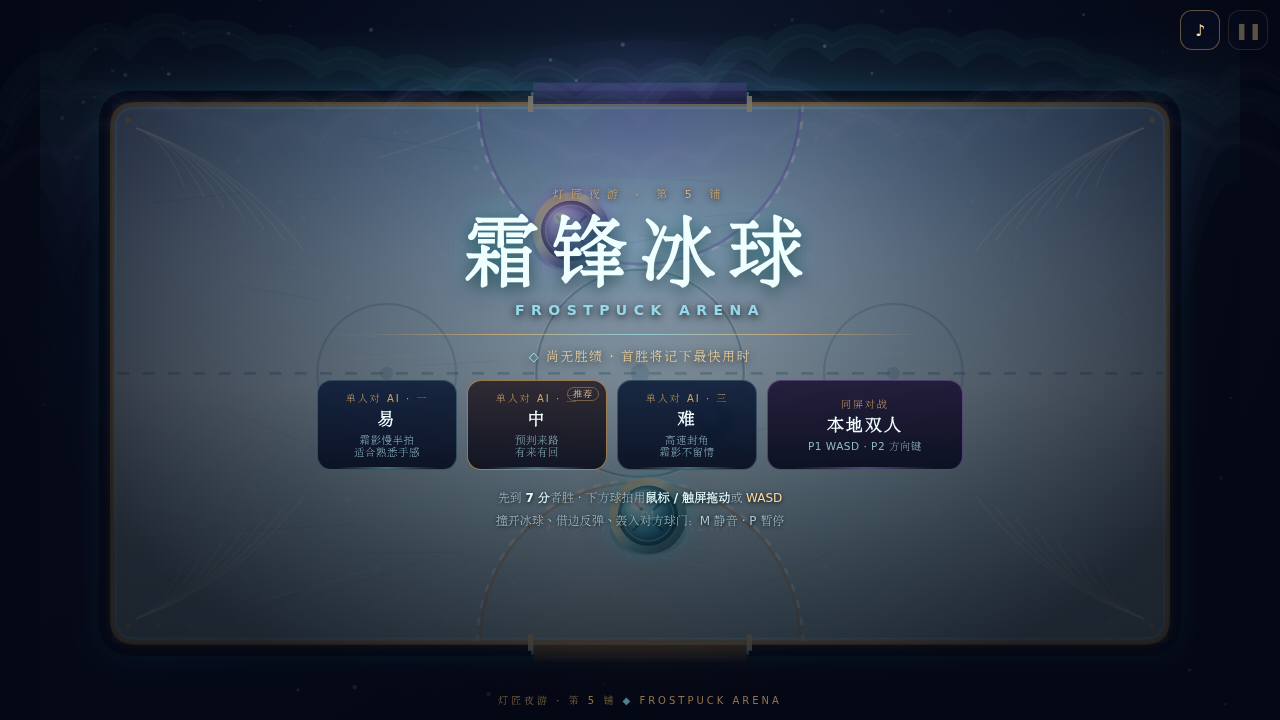 ♪
灯匠夜游 · 第 5 铺
霜锋冰球
FROSTPUCK ARENA
◇ 尚无胜绩 · 首胜将记下最快用时
单人对 AI · 一
易
霜影慢半拍
适合熟悉手感
单人对 AI ·
推荐
中
预判来路
有来有回
单人对 AI · 三
难
高速封角
霜影不留情
同屏对战
本地双人
P1 WASD · P2 方向键
先到 7 分者胜 · 下方球拍用鼠标 / 触屏拖动或 WASD
撞开冰球、借边反弹、轰入对方球门；M 静音 · P 暂停
灯匠夜游 · 第 5 铺 ◆ FROSTPUCK ARENA